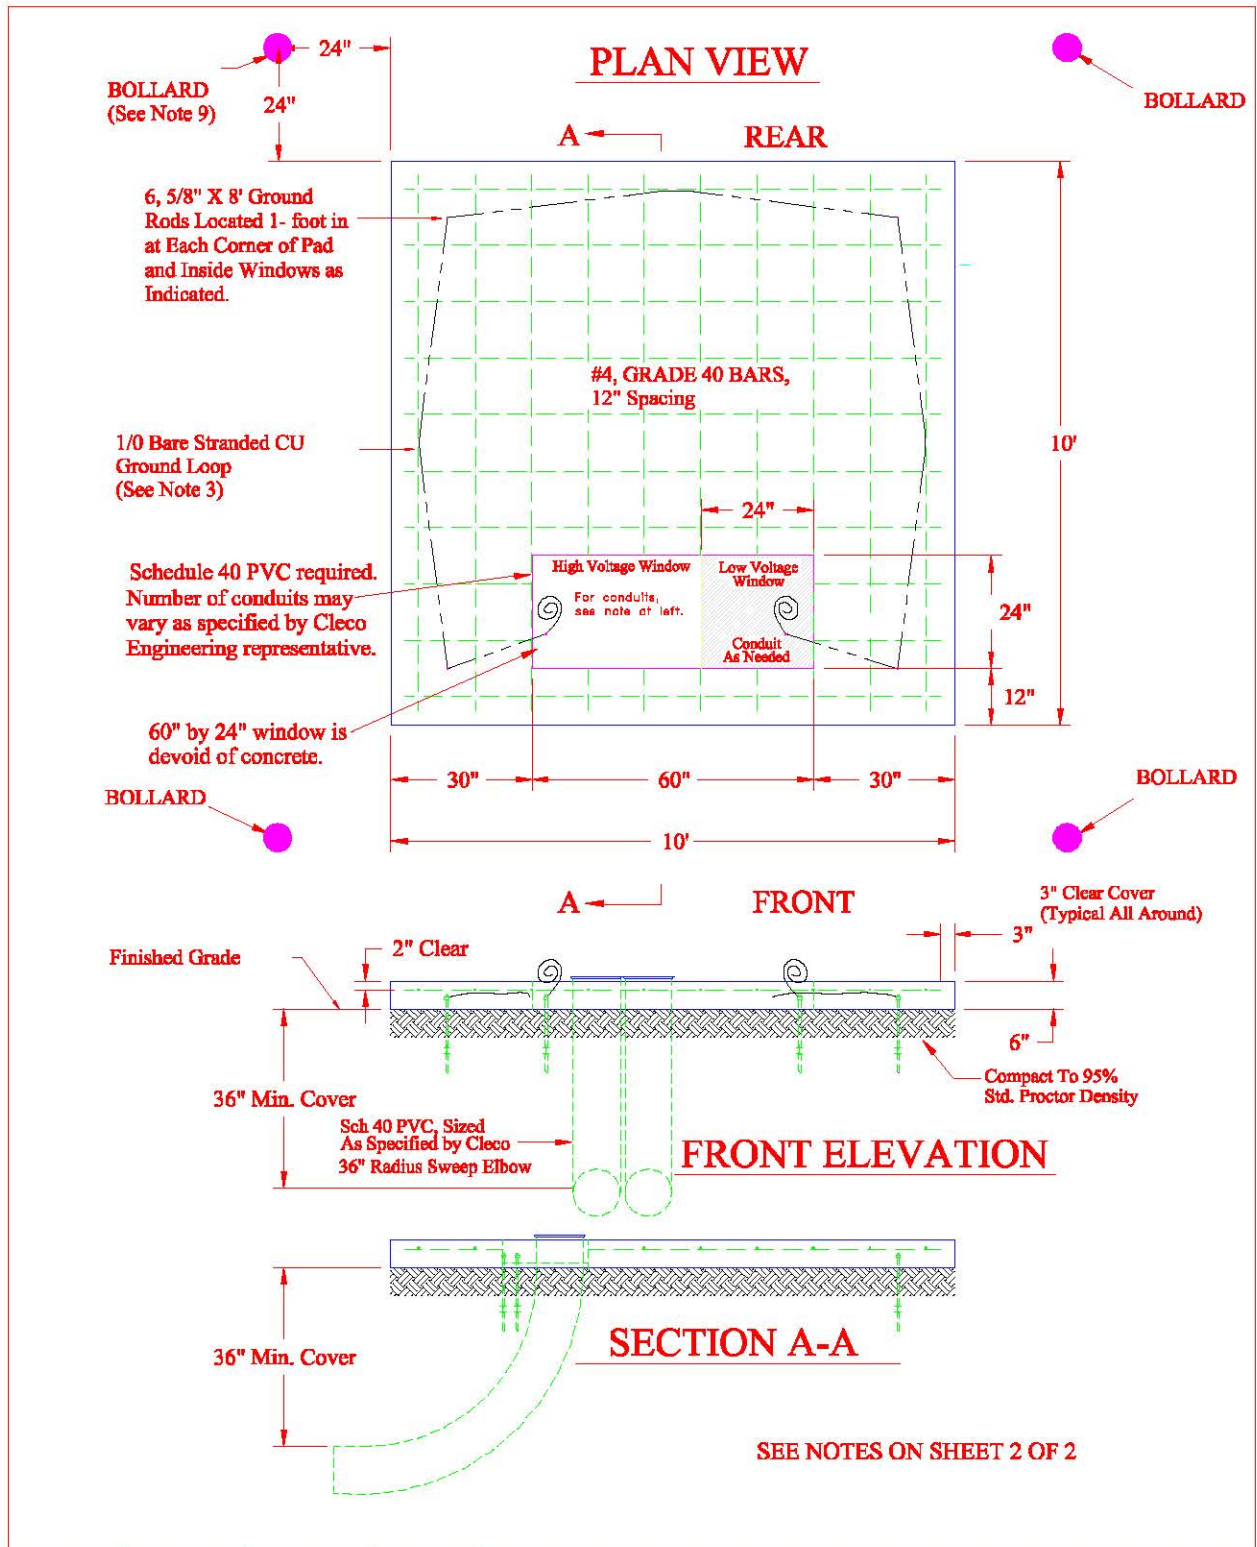 24"
PLAN VIEW
BOLLARD
(See Note 9)
24"
BOLLARD
A
REAR
6, 5/8" X 8' Ground
Rods Located 1- foot in
at Each Corner of Pad
and Inside Windows as
Indicated.
#4, GRADE 40 BARS,
12" Spacing
1/0 Bare Stranded CU
Ground Loop
(See Note 3)
10'
24"
Schedule 40 PVC required.
Number of conduits may
vary as specified by Cleco
Engineering representative.
High Voltage Window
For conduits,
see note at left.
Low Voltage
Window
Conduit
As Needed
24"
12"
60" by 24" window is
devoid of concrete.
30"
60"
30"
BOLLARD
BOLLARD
10'
A
FRONT
3" Clear Cover
(Typical All Around)
3"
2" Clear
Finished Grade
6"
Compact To 95%
Std. Proctor Density
36" Min. Cover
Sch 40 PVC, Sized
As Specified by Cleco
36" Radius Sweep Elbow
FRONT ELEVATION
36" Min. Cover
SECTION A-A
SEE NOTES ON SHEET 2 OF 2